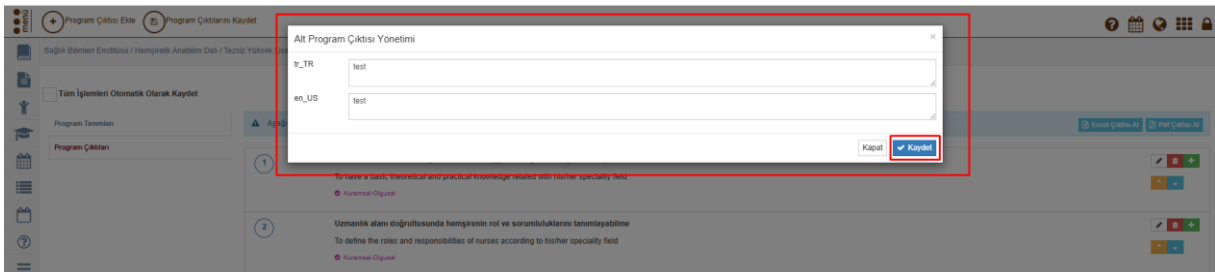 menü
Program Çıktısı Ekle
Program Çıktılarını Kaydet
Sağlık Bilimleri Enstitüsü / Hemşirelik Anabilim Dalı / Tezsiz Yüksek Lisa
Alt Program Çıktısı Yönetimi
×
tr_TR
test
en_US
test
Kapat
Kaydet
Tüm İşlemleri Otomatik Olarak Kaydet
Program Tanımları
Program Çıktıları
Aşağı
Excel Çıktısı Al
Pdf Çıktısı Al
1
To have a basic theoretical and practical knowledge related with his/her speciality field
Kuramsal-Olgusal
2
Uzmanlık alanı doğrultusunda hemşirenin rol ve sorumluluklarını tanımlayabilme
To define the roles and responsibilities of nurses according to his/her speciality field
Kuramsal-Olgusal